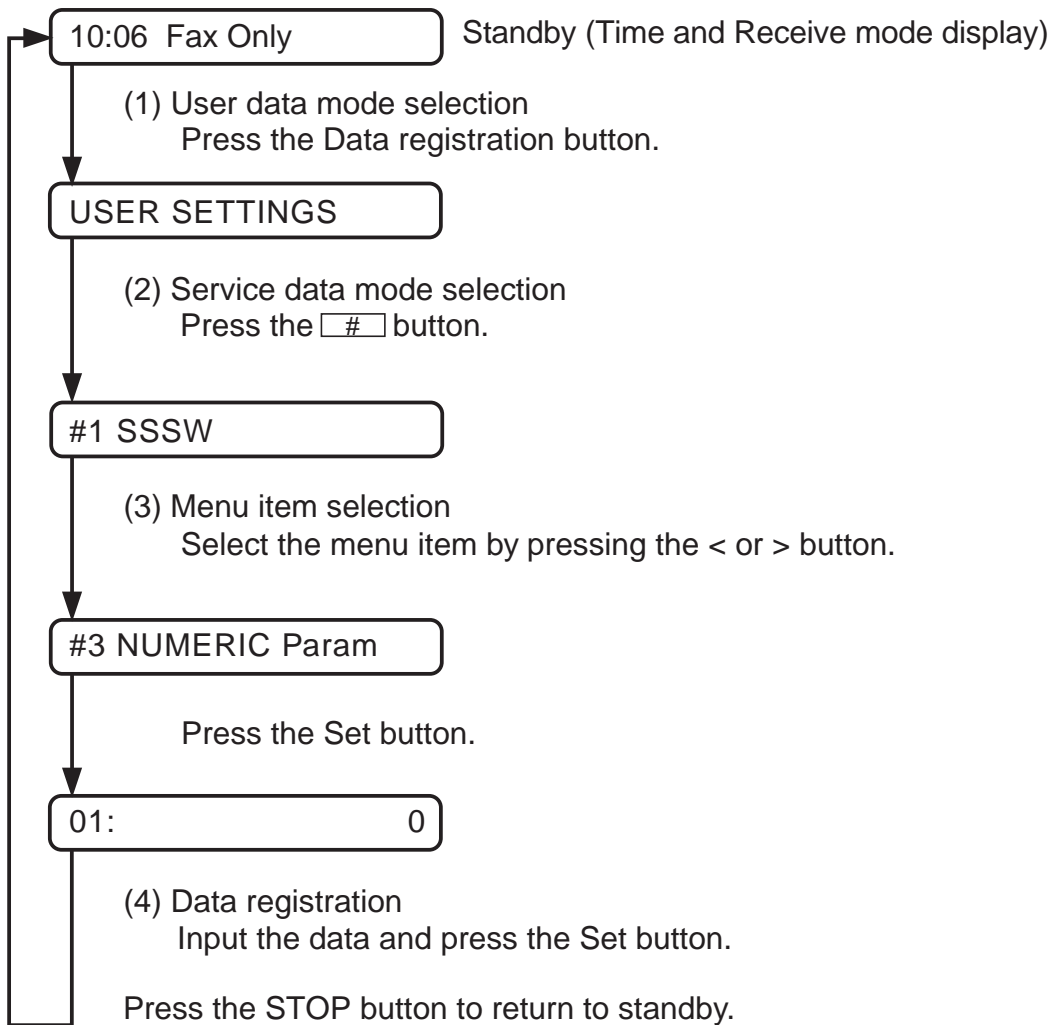 10:06 Fax Only
Standby (Time and Receive mode display)
(1) User data mode selection
Press the Data registration button.
USER SETTINGS
(2) Service data mode selection
Press the # button.
#1 SSSW
(3) Menu item selection
Select the menu item by pressing the < or > button.
#3 NUMERIC Param
Press the Set button.
01: 0
(4) Data registration
Input the data and press the Set button.
Press the STOP button to return to standby.